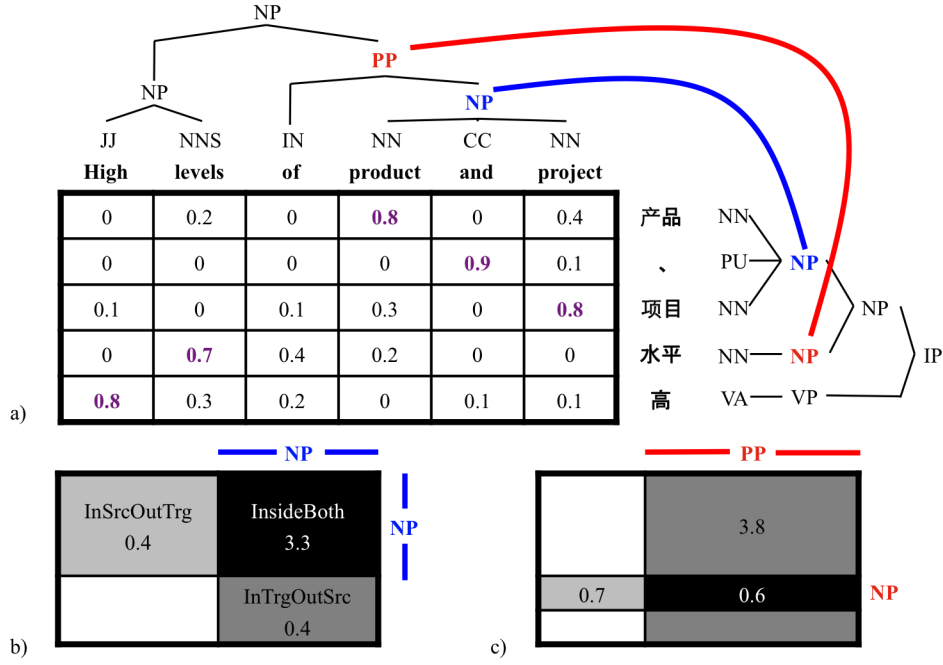 NP
PP
NP
NP
JJ NNS IN NN CC NN
High levels of product and project
0 0.2 0 0.8 0 0.4 产品 NN
0 0 0 0 0.9 0.1 、 PU NP
0.1 0 0.1 0.3 0 0.8 项目 NN NP
0 0.7 0.4 0.2 0 0 水平 NN NP IP
a) 0.8 0.3 0.2 0 0.1 0.1 高 VA VP
NP
InSrcOutTrg InsideBoth
0.4 3.3
NP
InTrgOutSrc
0.4
b)
PP
3.8
0.7 0.6 NP
c)